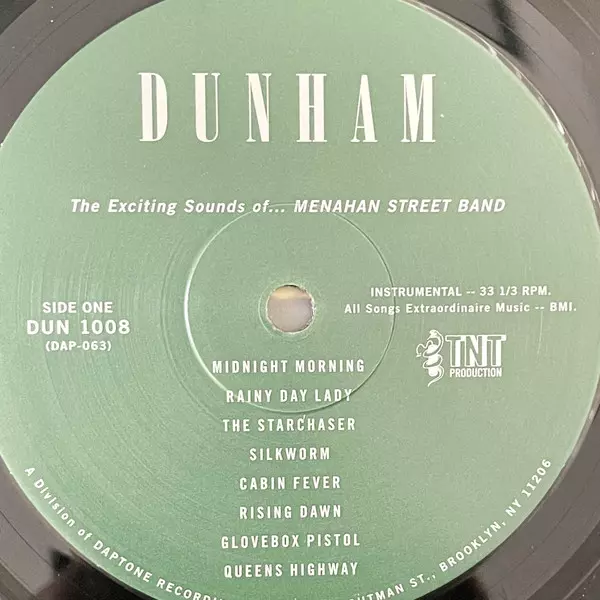 DUNHAM
The Exciting Sounds of... MENAHAN STREET BAND
SIDE ONE
DUN 1008
(DAP-063)
INSTRUMENTAL -- 33 1/3 RPM.
All Songs Extraordinaire Music -- BMI.
TNT
PRODUCTION
MIDNIGHT MORNING
RAINY DAY LADY
THE STARCHASER
SILKWORM
CABIN FEVER
RISING DAWN
GLOVEBOX PISTOL
QUEENS HIGHWAY
A Division of DAPTONE ST., BROOKLYN, NY 11206